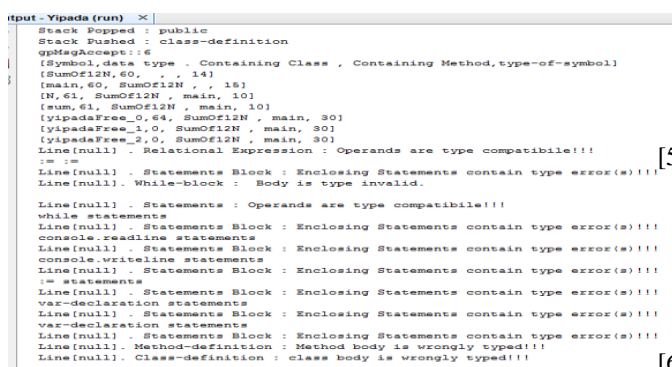 tput - Yipada (run) ×
Stack Popped : public
Stack Pushed : class-definition
gpMsgAccept::6
[Symbol,data type . Containing Class , Containing Method,type-of-symbol]
[SumOf12N,60, , , 14]
[main,60, SumOf12N , , 15]
[N,61, SumOf12N , main, 10]
[sum,61, SumOf12N , main, 10]
[yipadaFree_0,64, SumOf12N , main, 30]
[yipadaFree_1,0, SumOf12N , main, 30]
[yipadaFree_2,0, SumOf12N , main, 30]
Line[null] . Relational Expression : Operands are type compatibile!!!
:= :=
Line[null] . Statements Block : Enclosing Statements contain type error(s)!!!
Line[null]. While-block : Body is type invalid.
Line[null] . Statements : Operands are type compatibile!!!
while statements
Line[null] . Statements Block : Enclosing Statements contain type error(s)!!!
console.readline statements
Line[null] . Statements Block : Enclosing Statements contain type error(s)!!!
console.writeline statements
Line[null] . Statements Block : Enclosing Statements contain type error(s)!!!
:= statements
Line[null] . Statements Block : Enclosing Statements contain type error(s)!!!
var-declaration statements
Line[null] . Statements Block : Enclosing Statements contain type error(s)!!!
var-declaration statements
Line[null] . Statements Block : Enclosing Statements contain type error(s)!!!
Line[null]. Method-definition : Method body is wrongly typed!!!
Line[null]. Class-definition : class body is wrongly typed!!!